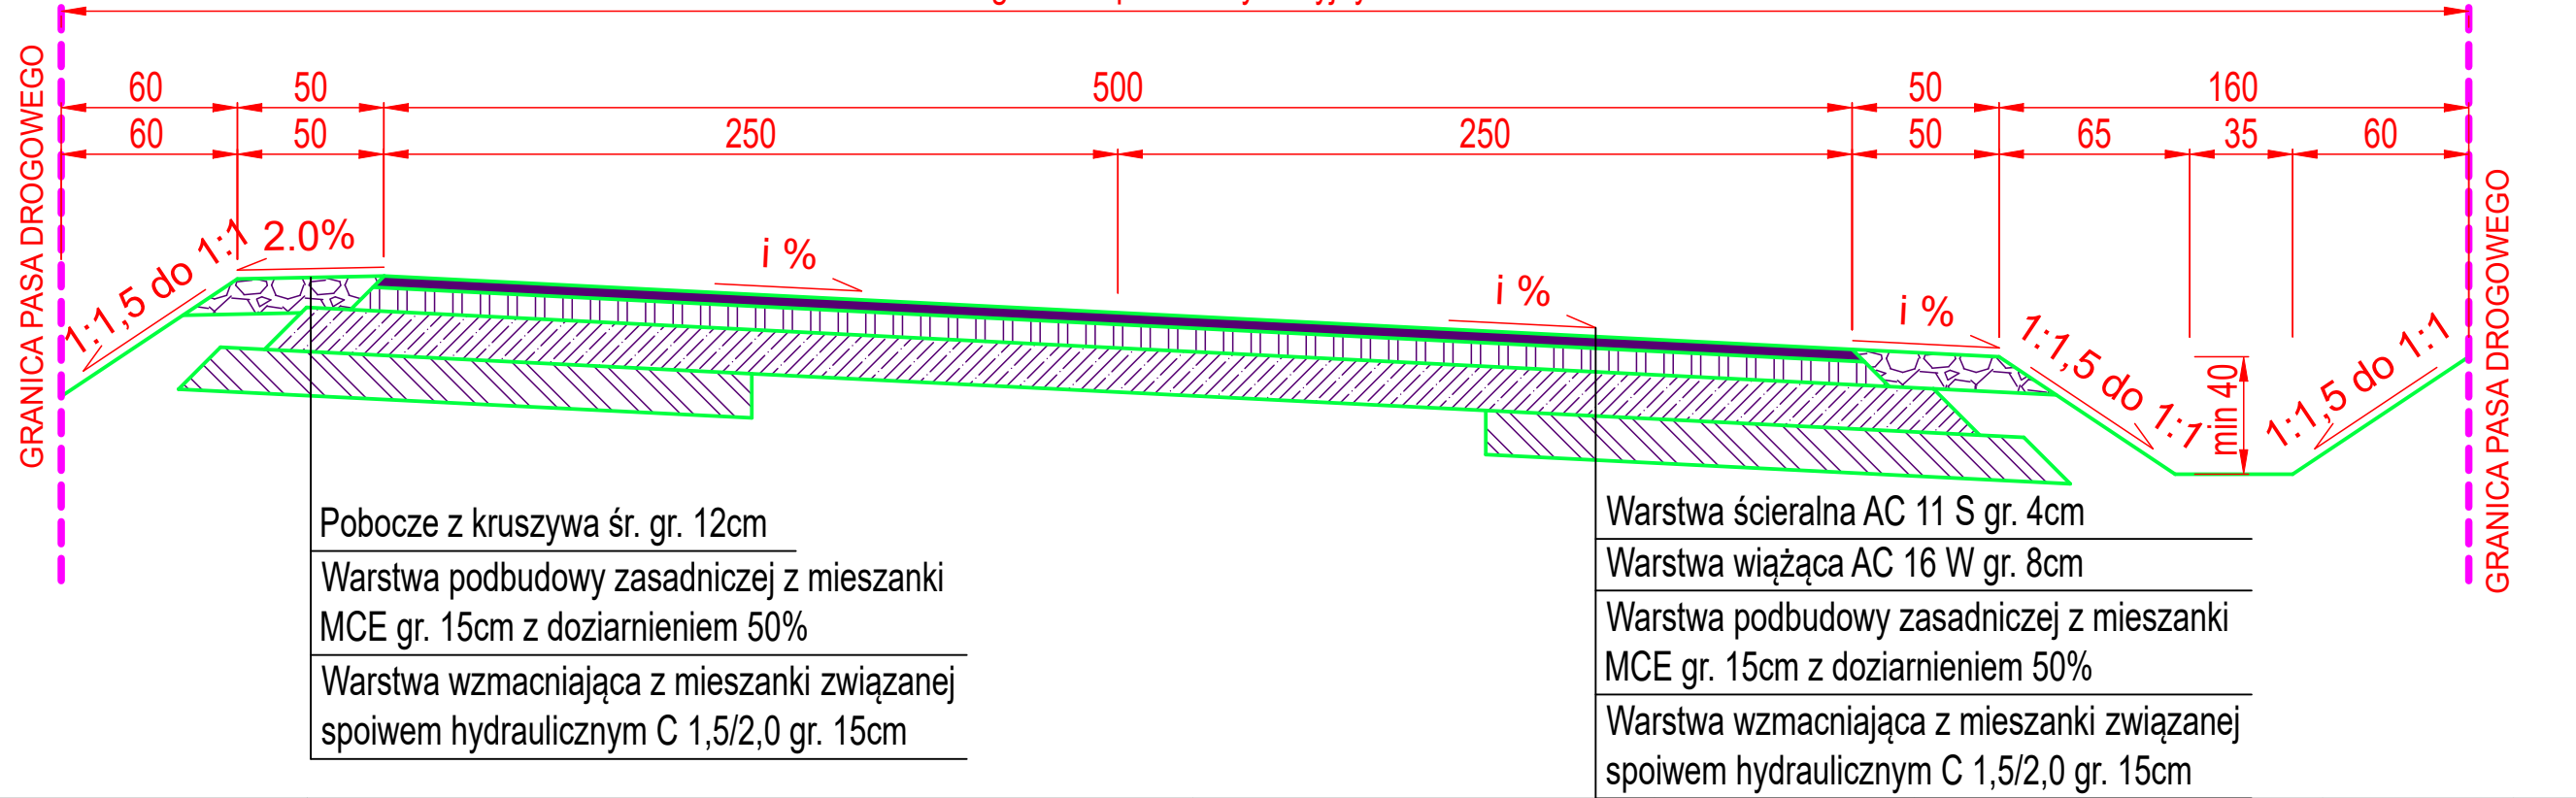 60 50 500 50 160
60 50 250 250 50 65 35 60
GRANICA PASA DROGOWEGO
1:1,5 do 1:1
2.0%
i %
i %
i %
1:1,5 do 1:1
min 40
1:1,5 do 1:1
GRANICA PASA DROGOWEGO
Pobocze z kruszywa śr. gr. 12cm
Warstwa podbudowy zasadniczej z mieszanki
MCE gr. 15cm z doziarnieniem 50%
Warstwa wzmacniająca z mieszanki związanej
spoiwem hydraulicznym C 1,5/2,0 gr. 15cm
Warstwa ścieralna AC 11 S gr. 4cm
Warstwa wiążąca AC 16 W gr. 8cm
Warstwa podbudowy zasadniczej z mieszanki
MCE gr. 15cm z doziarnieniem 50%
Warstwa wzmacniająca z mieszanki związanej
spoiwem hydraulicznym C 1,5/2,0 gr. 15cm